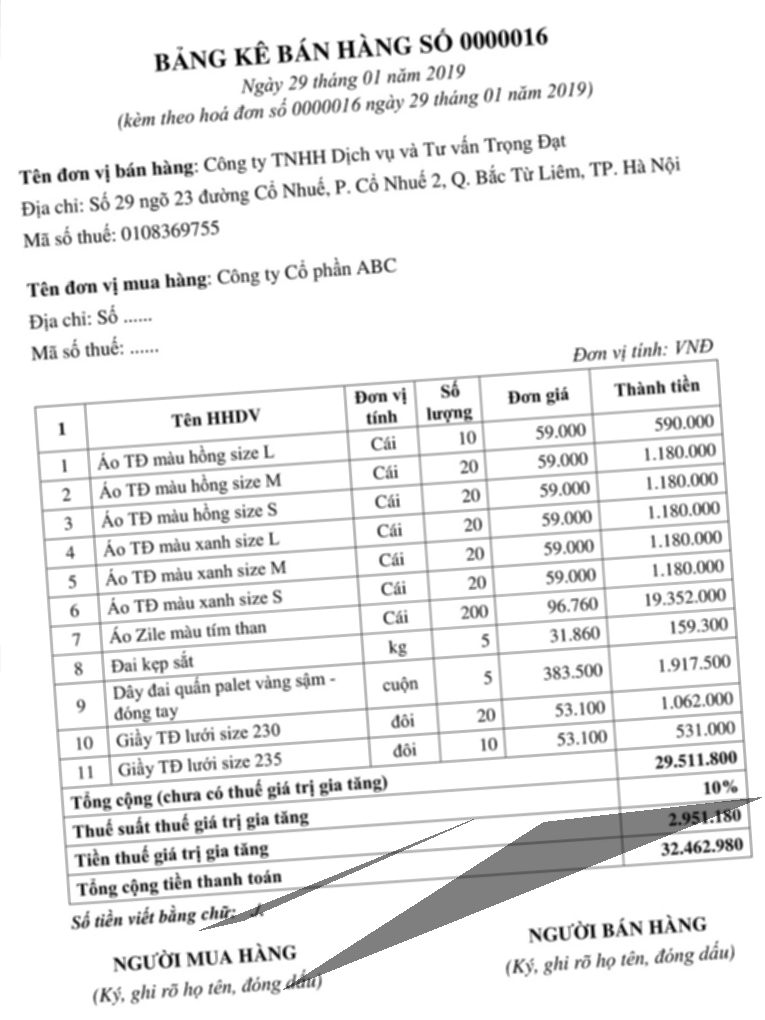 BẢNG KÊ BÁN HÀNG SỐ 0000016
Ngày 29 tháng 01 năm 2019
(kèm theo hoá đơn số 0000016 ngày 29 tháng 01 năm 2019)
Tên đơn vị bán hàng: Công ty TNHH Dịch vụ và Tư vấn Trọng Đạt
Địa chỉ: Số 29 ngõ 23 đường Cổ Nhuế, P. Cổ Nhuế 2, Q. Bắc Từ Liêm, TP. Hà Nội
Mã số thuế: 0108369755
Tên đơn vị mua hàng: Công ty Cổ phần ABC
Địa chỉ: Số ......
Mã số thuế: ......
Đơn vị tính: VNĐ
1 Tên HHDV Đơn vị tính Số lượng Đơn giá Thành tiền
1 Áo TĐ màu hồng size L Cái 10 59.000 590.000
2 Áo TĐ màu hồng size M Cái 20 59.000 1.180.000
3 Áo TĐ màu hồng size S Cái 20 59.000 1.180.000
4 Áo TĐ màu xanh size L Cái 20 59.000 1.180.000
5 Áo TĐ màu xanh size M Cái 20 59.000 1.180.000
6 Áo TĐ màu xanh size S Cái 20 59.000 1.180.000
7 Áo Zile màu tím than Cái 200 96.760 19.352.000
8 Đai kẹp sắt kg 5 31.860 159.300
9 Dây đai quấn palet vàng sậm - đóng tay cuộn 5 383.500 1.917.500
10 Giầy TĐ lưới size 230 đôi 20 53.100 1.062.000
11 Giầy TĐ lưới size 235 đôi 10 53.100 531.000
Tổng cộng (chưa có thuế giá trị gia tăng) 29.511.800
Thuế suất thuế giá trị gia tăng 10%
Tiền thuế giá trị gia tăng 2.951.180
Tổng cộng tiền thanh toán 32.462.980
Số tiền viết bằng chữ: ./.
NGƯỜI MUA HÀNG NGƯỜI BÁN HÀNG
(Ký, ghi rõ họ tên, đóng dấu) (Ký, ghi rõ họ tên, đóng dấu)